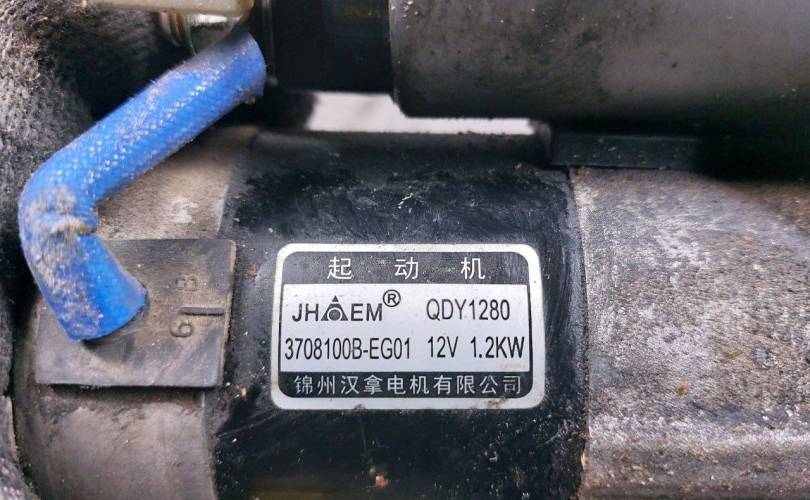 起动机
JHAEM® QDY1280
3708100B-EG01 12V 1.2KW
锦州汉拿电机有限公司